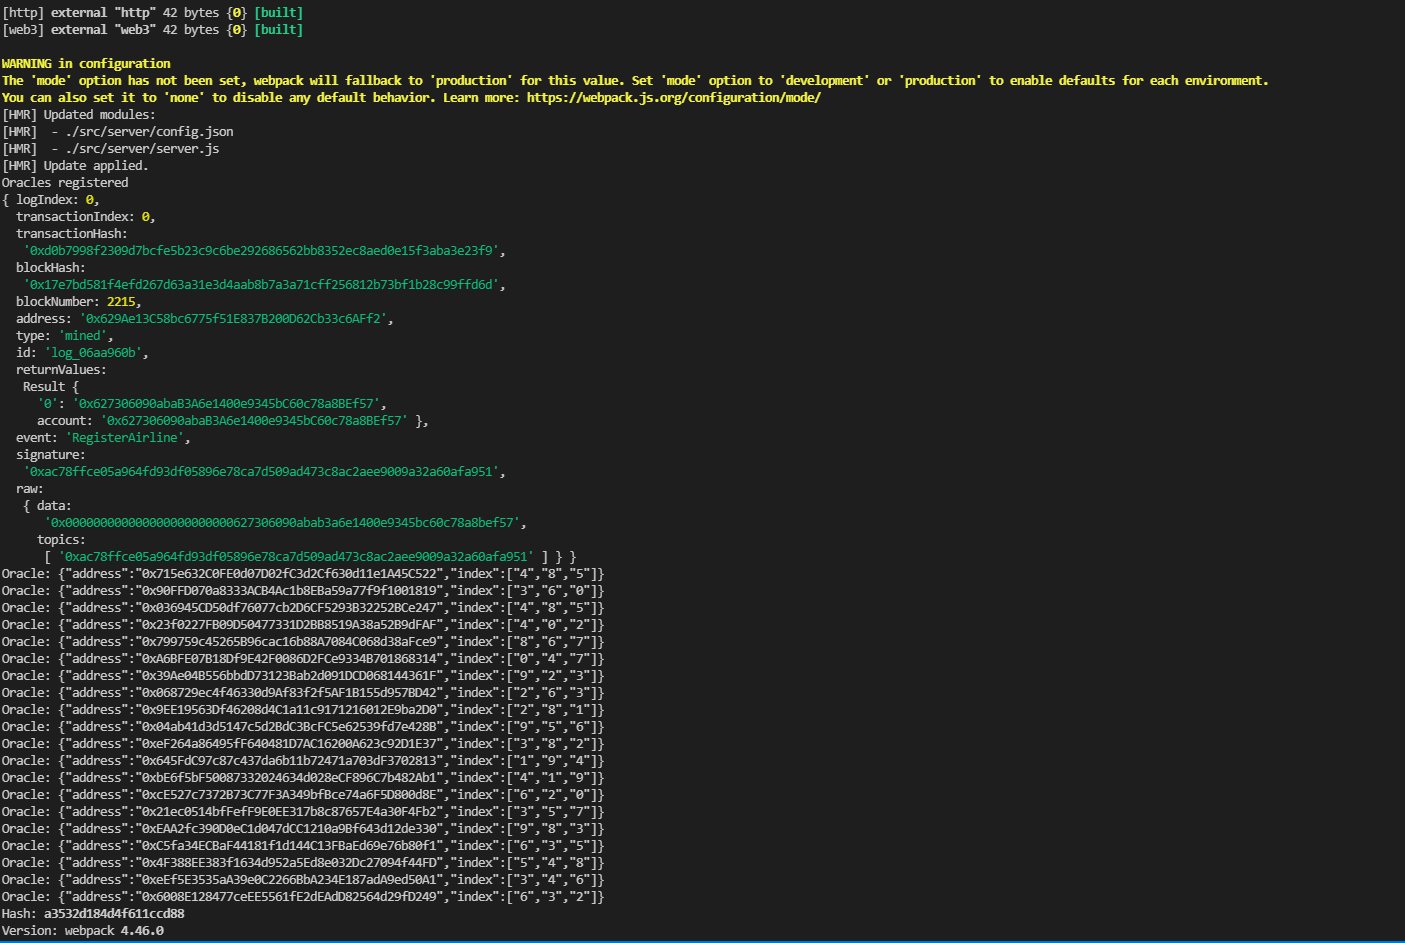 [http] external "http" 42 bytes {0} [built]
[web3] external "web3" 42 bytes {0} [built]
WARNING in configuration
The 'mode' option has not been set, webpack will fallback to 'production' for this value. Set 'mode' option to 'development' or 'production' to enable defaults for each environment.
You can also set it to 'none' to disable any default behavior. Learn more: https://webpack.js.org/configuration/mode/
[HMR] Updated modules:
[HMR]  - ./src/server/config.json
[HMR]  - ./src/server/server.js
[HMR] Update applied.
Oracles registered
{ logIndex: 0,
  transactionIndex: 0,
  transactionHash:
   '0xd0b7998f2309d7bcfe5b23c9c6be292686562bb8352ec8aed0e15f3aba3e23f9',
  blockHash:
   '0x17e7bd581f4efd267d63a31e3d4aab8b7a3a71cff256812b73bf1b28c99ffd6d',
  blockNumber: 2215,
  address: '0x629Ae13C58bc6775f51E837B200D62Cb33c6AFf2',
  type: 'mined',
  id: 'log_06aa960b',
  returnValues:
   Result {
     '0': '0x627306090abaB3A6e1400e9345bC60c78a8BEf57',
     account: '0x627306090abaB3A6e1400e9345bC60c78a8BEf57' },
  event: 'RegisterAirline',
  signature:
   '0xac78ffce05a964fd93df05896e78ca7d509ad473c8ac2aee9009a32a60afa951',
  raw:
   { data:
      '0x000000000000000000000000627306090abab3a6e1400e9345bc60c78a8bef57',
     topics:
      [ '0xac78ffce05a964fd93df05896e78ca7d509ad473c8ac2aee9009a32a60afa951' ] } }
Oracle: {"address":"0x715e632C0FE0d07D02fC3d2Cf630d11e1A45C522","index":["4","8","5"]}
Oracle: {"address":"0x90FFD070a8333ACB4Ac1b8EBa59a77f9f1001819","index":["3","6","0"]}
Oracle: {"address":"0x036945CD50df76077cb2D6CF5293B32252BCe247","index":["4","8","5"]}
Oracle: {"address":"0x23f0227FB09D50477331D2BB8519A38a52B9dFAF","index":["4","0","2"]}
Oracle: {"address":"0x799759c45265B96cac16b88A7084C068d38aFce9","index":["8","6","7"]}
Oracle: {"address":"0xA6BFE07B18Df9E42F0086D2FCe9334B701868314","index":["0","4","7"]}
Oracle: {"address":"0x39Ae04B556bbdD73123Bab2d091DCD068144361F","index":["9","2","3"]}
Oracle: {"address":"0x068729ec4f46330d9Af83f2f5AF1B155d957BD42","index":["2","6","3"]}
Oracle: {"address":"0x9EE19563Df46208d4C1a11c9171216012E9ba2D0","index":["2","8","1"]}
Oracle: {"address":"0x04ab41d3d5147c5d2BdC3BcFC5e62539fd7e428B","index":["9","5","6"]}
Oracle: {"address":"0xeF264a86495fF640481D7AC16200A623c92D1E37","index":["3","8","2"]}
Oracle: {"address":"0x645FdC97c87c437da6b11b72471a703dF3702813","index":["1","9","4"]}
Oracle: {"address":"0xbE6f5bF50087332024634d028eCF896C7b482Ab1","index":["4","1","9"]}
Oracle: {"address":"0xcE527c7372B73C77F3A349bfBce74a6F5D800d8E","index":["6","2","0"]}
Oracle: {"address":"0x21ec0514bfFefF9E0EE317b8c87657E4a30F4Fb2","index":["3","5","7"]}
Oracle: {"address":"0xEAA2fc390D0eC1d047dCC1210a9Bf643d12de330","index":["9","8","3"]}
Oracle: {"address":"0xC5fa34ECBaF44181f1d144C13FBaEd69e76b80f1","index":["6","3","5"]}
Oracle: {"address":"0x4F388EE383f1634d952a5Ed8e032Dc27094f44FD","index":["5","4","8"]}
Oracle: {"address":"0xeEf5E3535aA39e0C2266BbA234E187adA9ed50A1","index":["3","4","6"]}
Oracle: {"address":"0x6008E128477ceEE5561fE2dEAdD82564d29fD249","index":["6","3","2"]}
Hash: a3532d184d4f611ccd88
Version: webpack 4.46.0